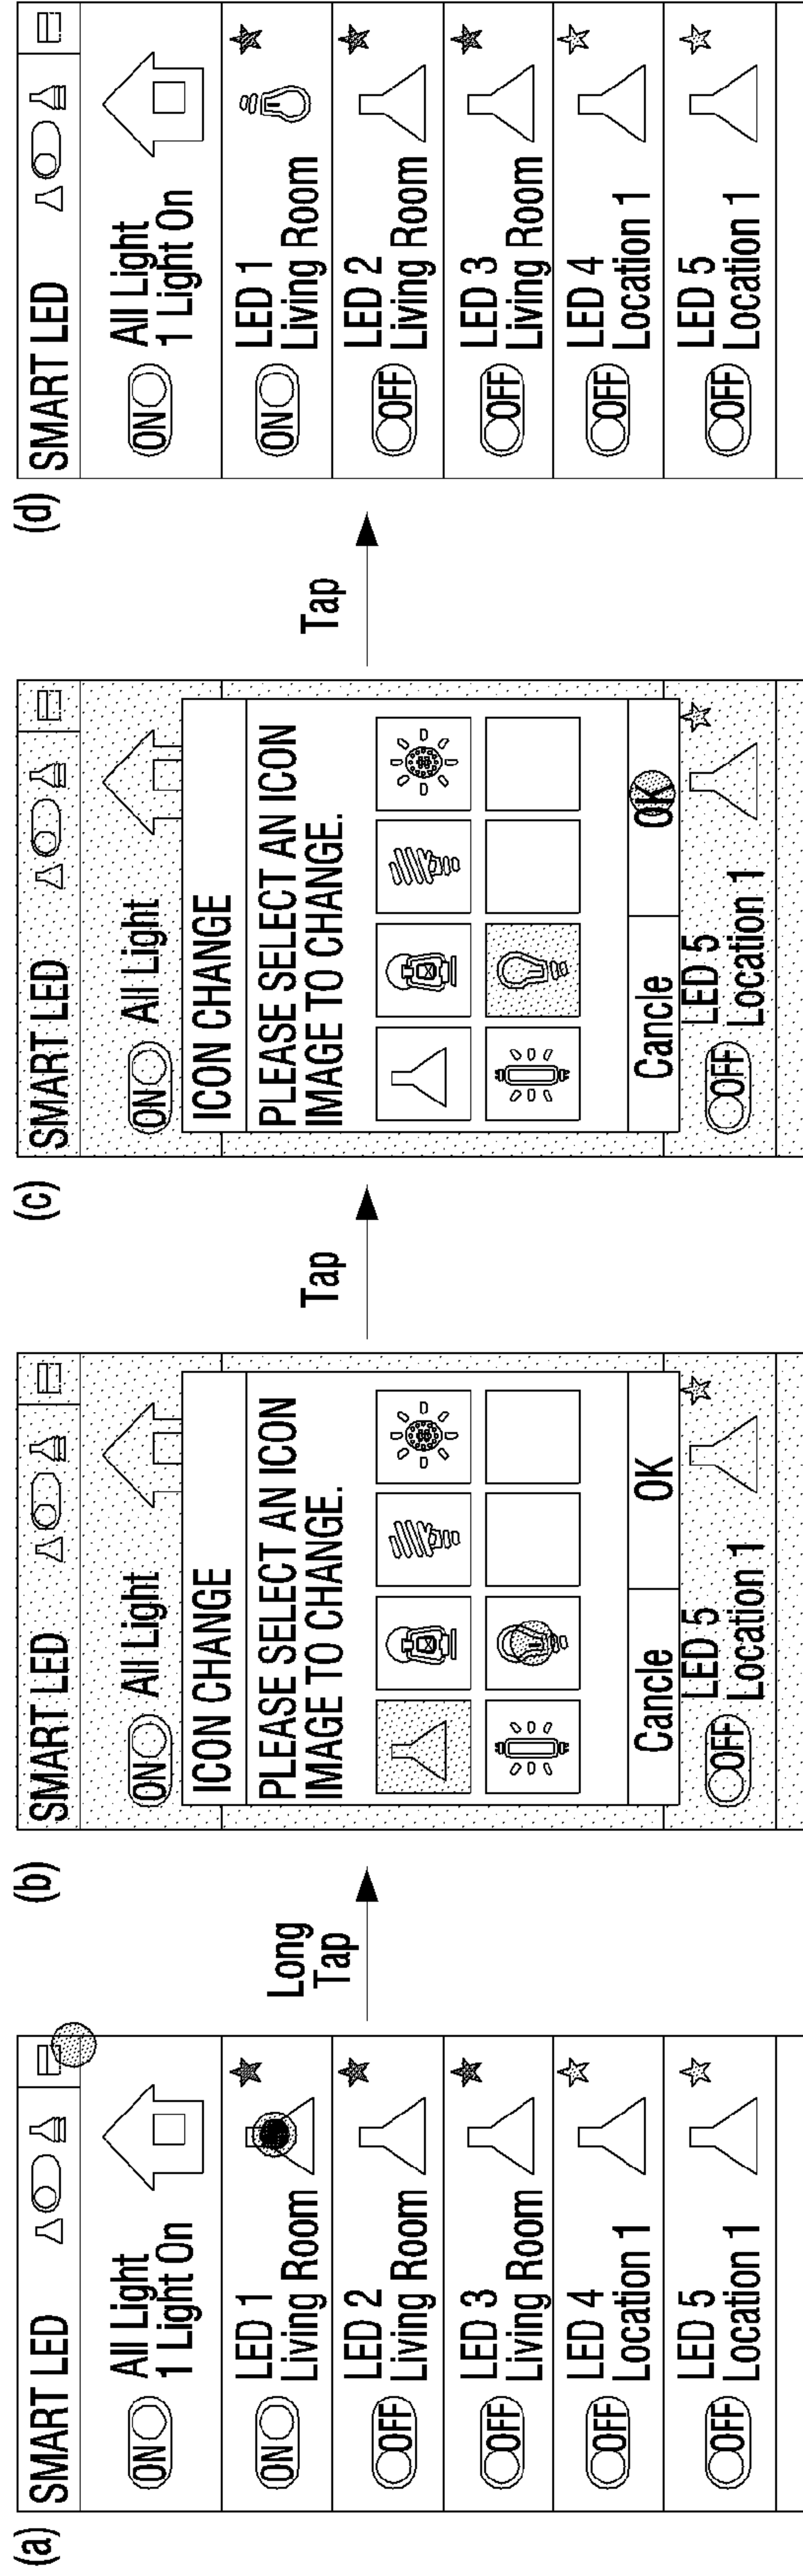 (a)
SMART LED
ON
All Light
1 Light On
ON
LED 1
Living Room
OFF
LED 2
Living Room
OFF
LED 3
Living Room
OFF
LED 4
Location 1
OFF
LED 5
Location 1
Long
Tap
(b)
SMART LED
ON
All Light
ICON CHANGE
PLEASE SELECT AN ICON
IMAGE TO CHANGE.
Cancle
OK
OFF
LED 5
Location 1
Tap
(c)
SMART LED
ON
All Light
ICON CHANGE
PLEASE SELECT AN ICON
IMAGE TO CHANGE.
Cancle
OK
OFF
LED 5
Location 1
Tap
(d)
SMART LED
ON
All Light
1 Light On
ON
LED 1
Living Room
OFF
LED 2
Living Room
OFF
LED 3
Living Room
OFF
LED 4
Location 1
OFF
LED 5
Location 1